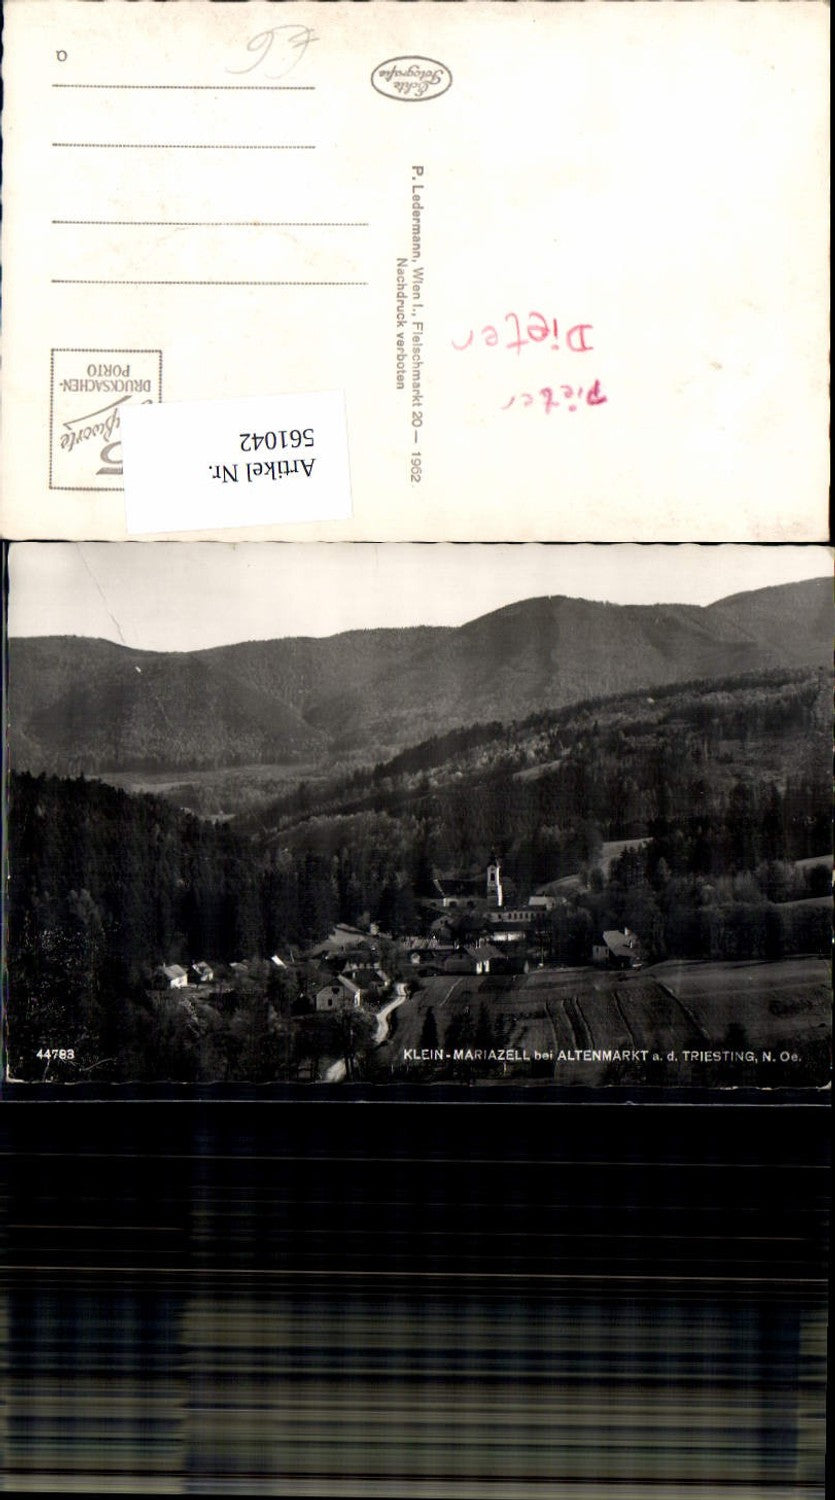 a
Echte
Fotografie
P. Ledermann, Wien I., Fleischmarkt 20 — 1962
Nachdruck verboten
Dieter
Dieter
5
DRUCKSACHEN-
PORTO
Artikel Nr.
561042
44783
KLEIN-MARIAZELL bei ALTENMARKT a. d. TRIESTING, N. Oe.